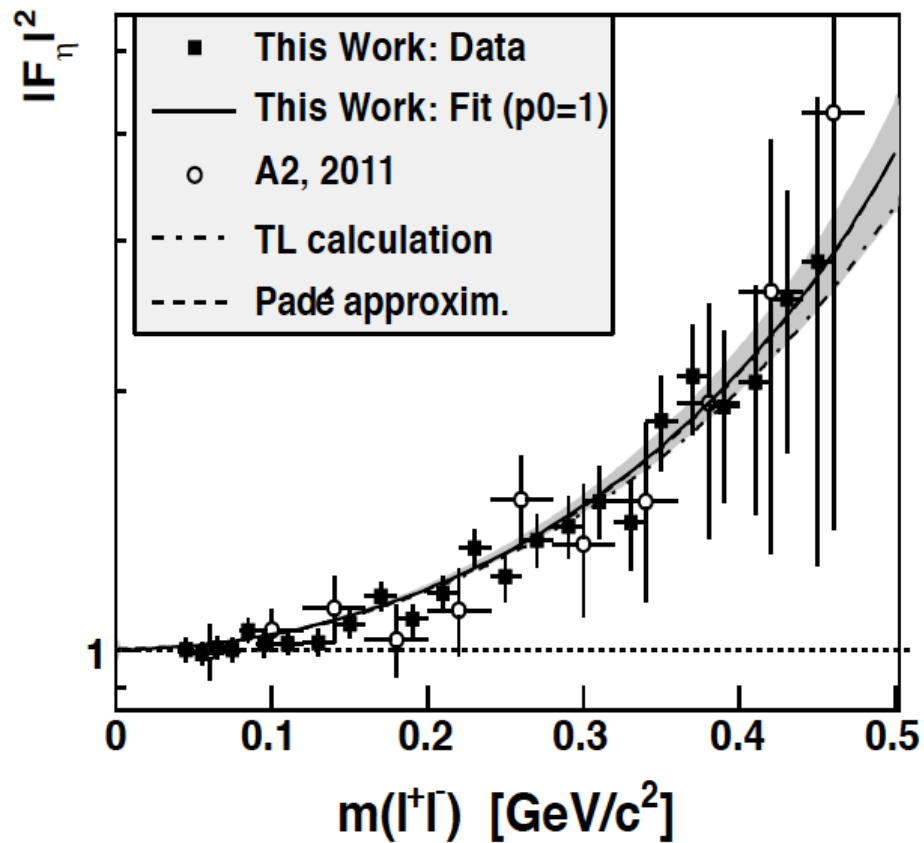 |F η|²
This Work: Data
This Work: Fit (p0=1)
A2, 2011
TL calculation
Padé approxim.
1
0 0.1 0.2 0.3 0.4 0.5
m(l⁺l⁻) [GeV/c²]